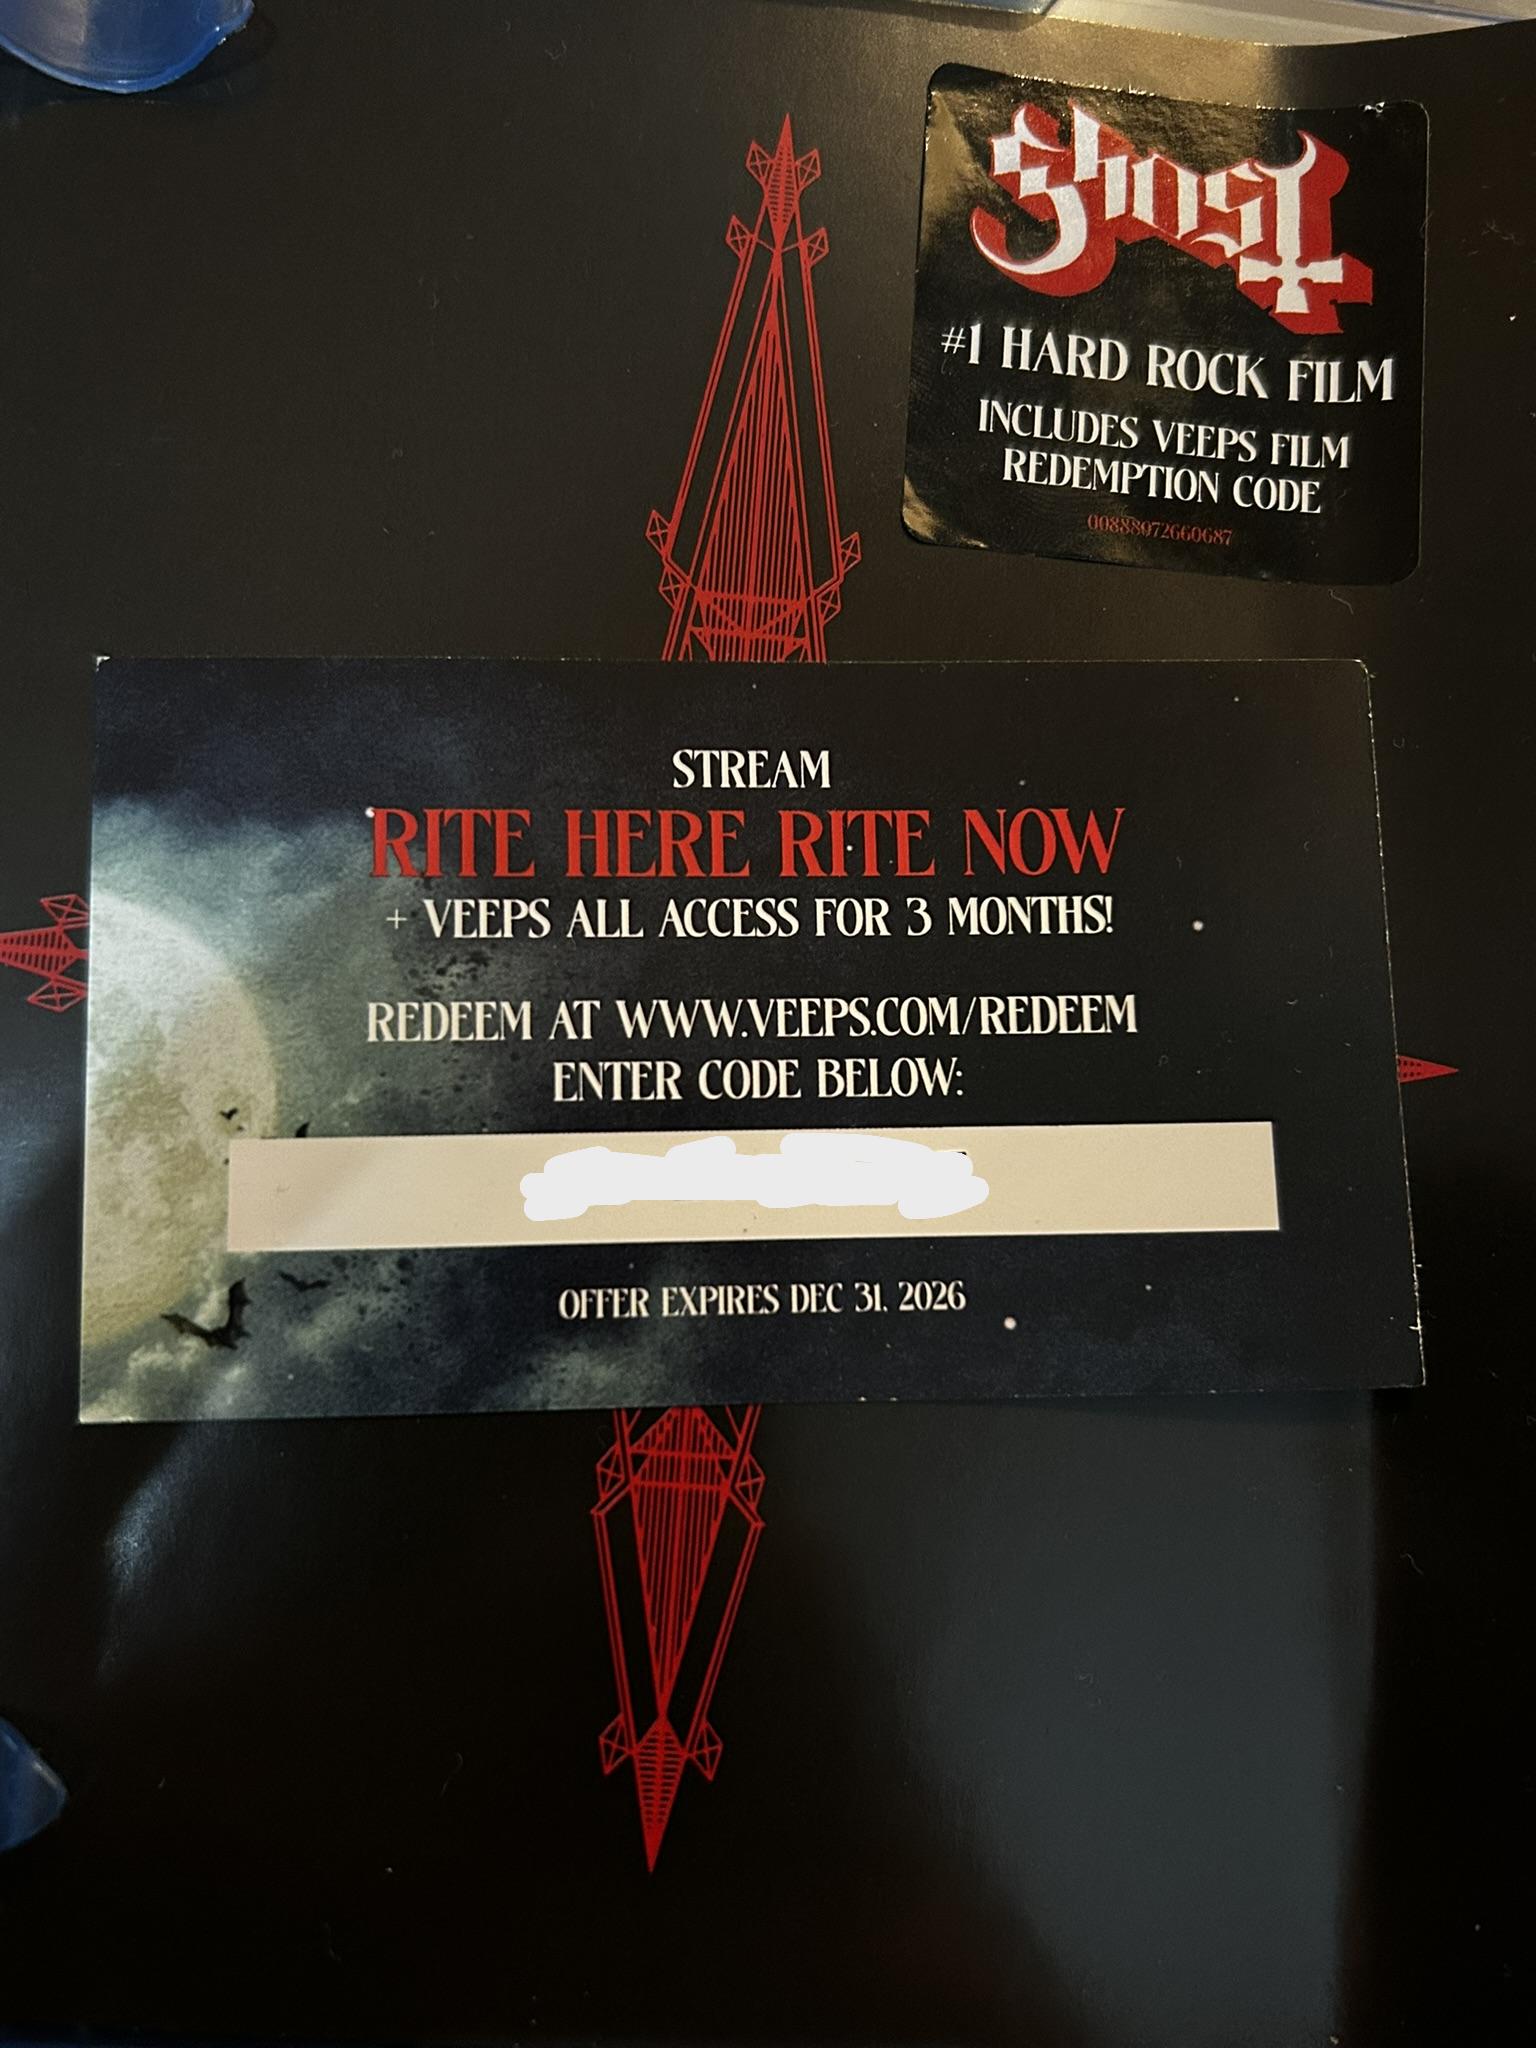 Ghost
#1 HARD ROCK FILM
INCLUDES VEEPS FILM
REDEMPTION CODE
00888072660687
STREAM
RITE HERE RITE NOW
+ VEEPS ALL ACCESS FOR 3 MONTHS!
REDEEM AT WWW.VEEPS.COM/REDEEM
ENTER CODE BELOW:
OFFER EXPIRES DEC 31, 2026